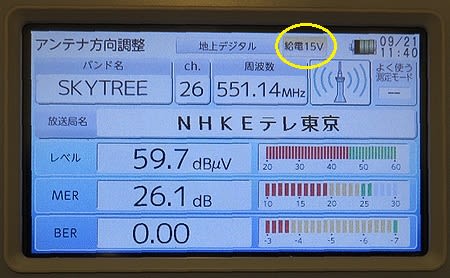 アンテナ方向調整 地上デジタル 給電15V 09/21 11:40
バンド名 ch. 周波数 よく使う測定モード
SKYTREE 26 551.14MHz ---
放送局名 NHKEテレ東京
レベル 59.7 dBμV 20 30 40 50 60
MER 26.1 dB 10 15 20 25 30
BER 0.00 -3 -4 -5 -6 -7